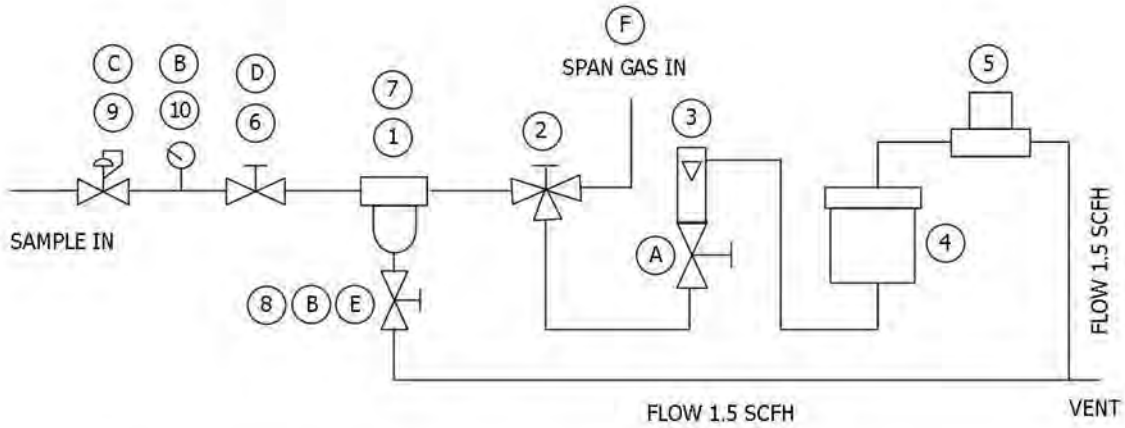 F
SPAN GAS IN
C B D
9 10 6
7
1
2
3
5
SAMPLE IN
A
4
8 B E
FLOW 1.5 SCFH
FLOW 1.5 SCFH
VENT